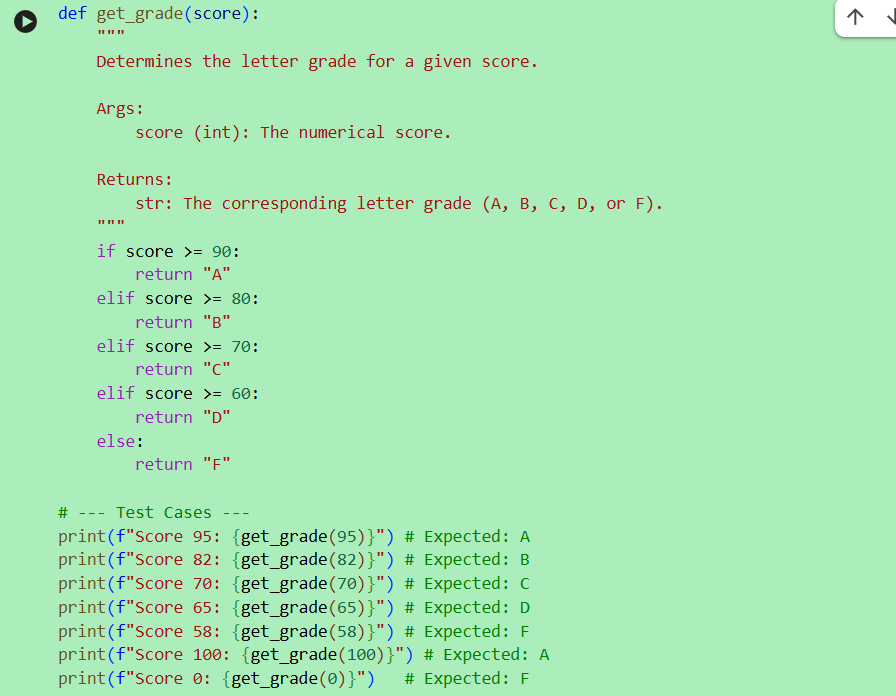 def get_grade(score):
    """
    Determines the letter grade for a given score.

    Args:
        score (int): The numerical score.

    Returns:
        str: The corresponding letter grade (A, B, C, D, or F).
    """
    if score >= 90:
        return "A"
    elif score >= 80:
        return "B"
    elif score >= 70:
        return "C"
    elif score >= 60:
        return "D"
    else:
        return "F"

# --- Test Cases ---
print(f"Score 95: {get_grade(95)}") # Expected: A
print(f"Score 82: {get_grade(82)}") # Expected: B
print(f"Score 70: {get_grade(70)}") # Expected: C
print(f"Score 65: {get_grade(65)}") # Expected: D
print(f"Score 58: {get_grade(58)}") # Expected: F
print(f"Score 100: {get_grade(100)}") # Expected: A
print(f"Score 0: {get_grade(0)}")   # Expected: F